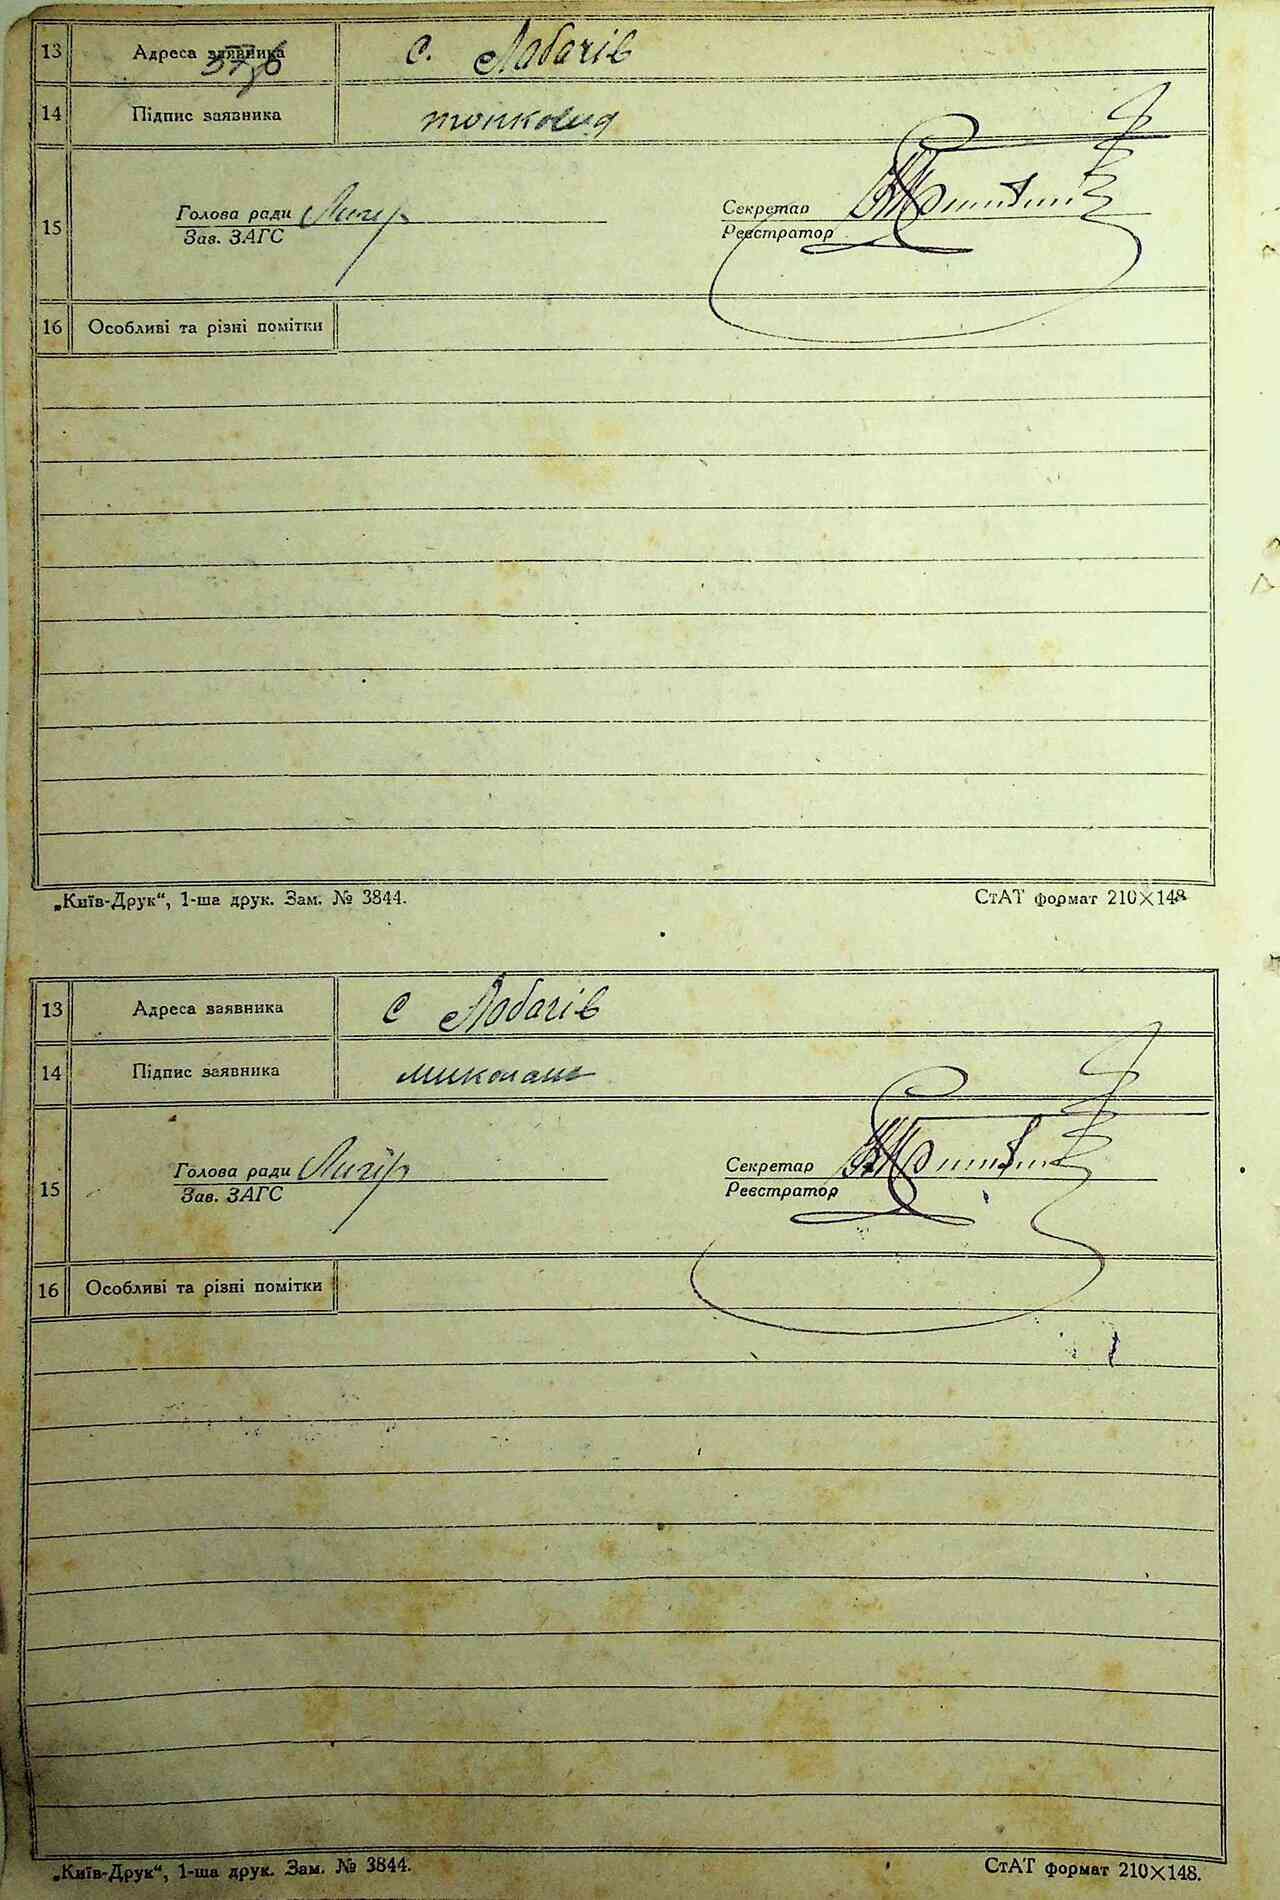 13 Адреса заявника с. Лобачів
14 Підпис заявника тонковид
Голова ради Лигір Секретар
15 Зав. ЗАГС Реєстратор
16 Особливі та різні помітки
„Київ-Друк“, 1-ша друк. Зам. № 3844. СтАТ формат 210×148
13 Адреса заявника с Лобачів
14 Підпис заявника
Голова ради Лигір Секретар
15 Зав. ЗАГС Реєстратор
16 Особливі та різні помітки
„Київ-Друк“, 1-ша друк. Зам. № 3844. СтАТ формат 210×148.